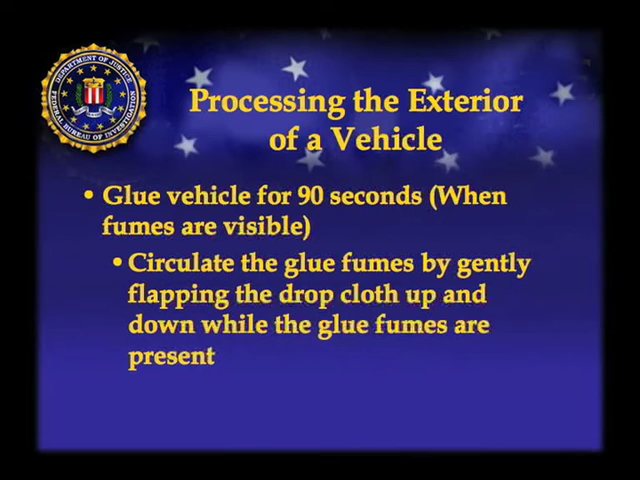 DEPARTMENT OF JUSTICE
FEDERAL BUREAU OF INVESTIGATION
Processing the Exterior
of a Vehicle
• Glue vehicle for 90 seconds (When
fumes are visible)
• Circulate the glue fumes by gently
flapping the drop cloth up and
down while the glue fumes are
present